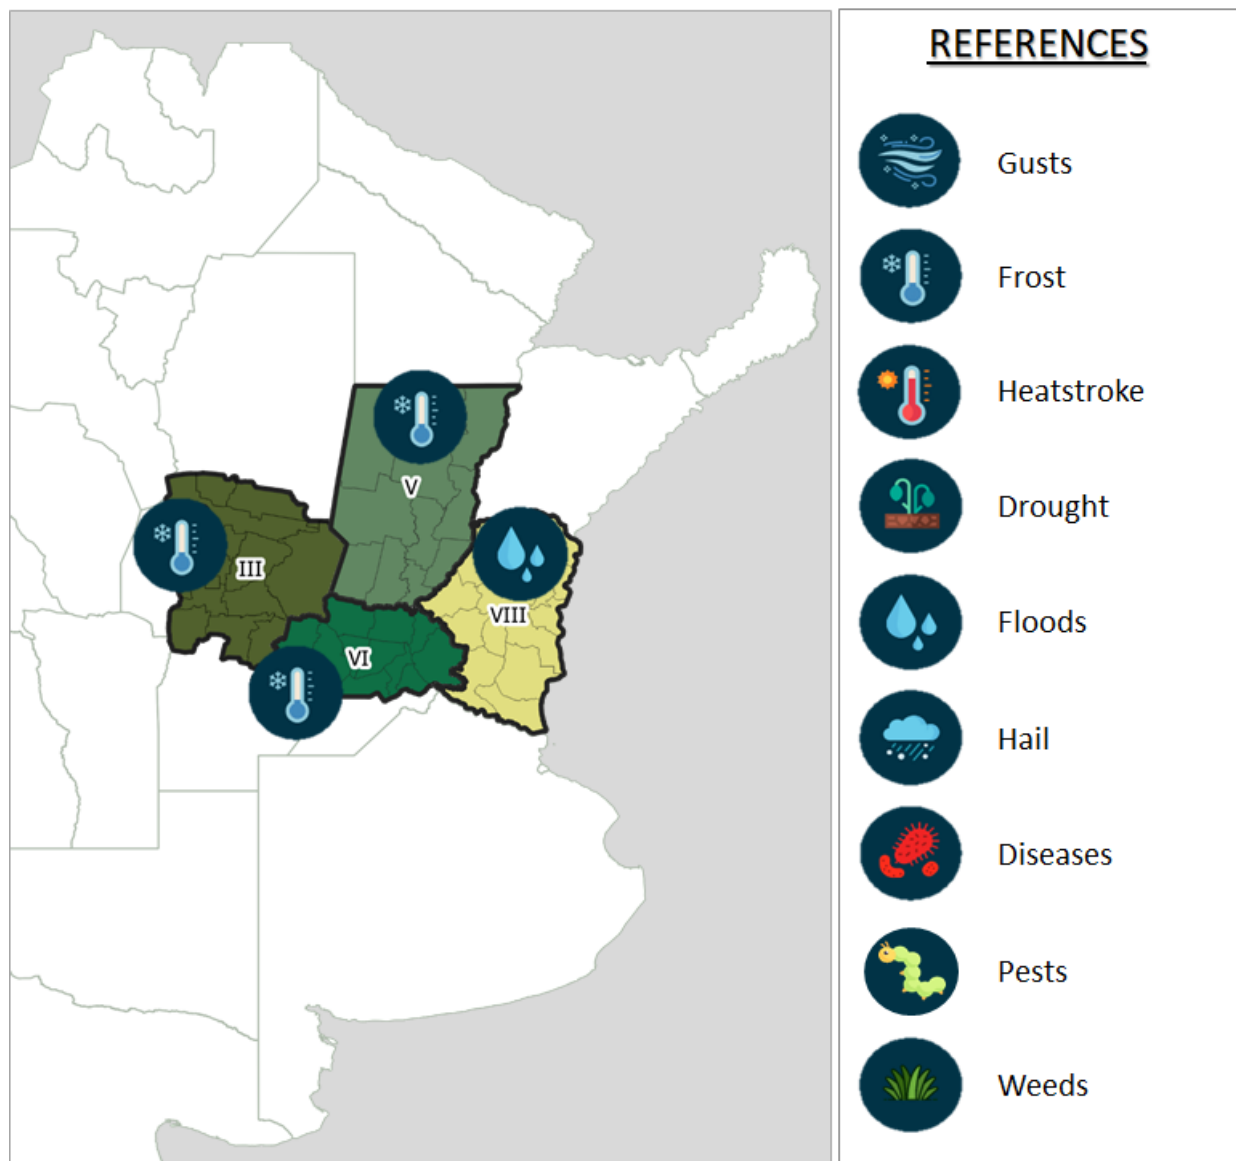 REFERENCES
Gusts
Frost
Heatstroke
Drought
Floods
Hail
Diseases
Pests
Weeds
V
III
VIII
VI